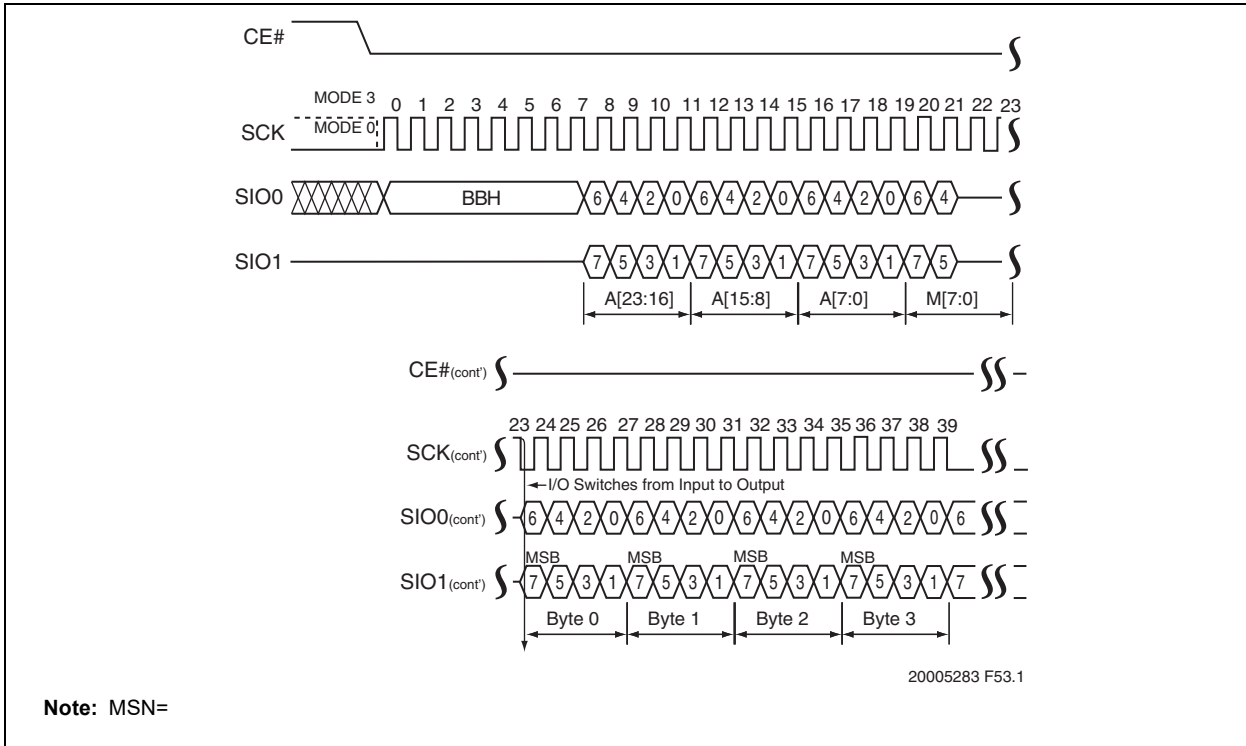 CE#
MODE 3
0 1 2 3 4 5 6 7 8 9 10 11 12 13 14 15 16 17 18 19 20 21 22 23
SCK
MODE 0
SIO0
BBH
6 4 2 0 6 4 2 0 6 4 2 0 6 4
SIO1
7 5 3 1 7 5 3 1 7 5 3 1 7 5
A[23:16] A[15:8] A[7:0] M[7:0]
CE#(cont')
23 24 25 26 27 28 29 30 31 32 33 34 35 36 37 38 39
SCK(cont')
I/O Switches from Input to Output
SIO0(cont')
6 4 2 0 6 4 2 0 6 4 2 0 6 4 2 0 6
MSB MSB MSB MSB
SIO1(cont')
7 5 3 1 7 5 3 1 7 5 3 1 7 5 3 1 7
Byte 0 Byte 1 Byte 2 Byte 3
20005283 F53.1
Note: MSN=